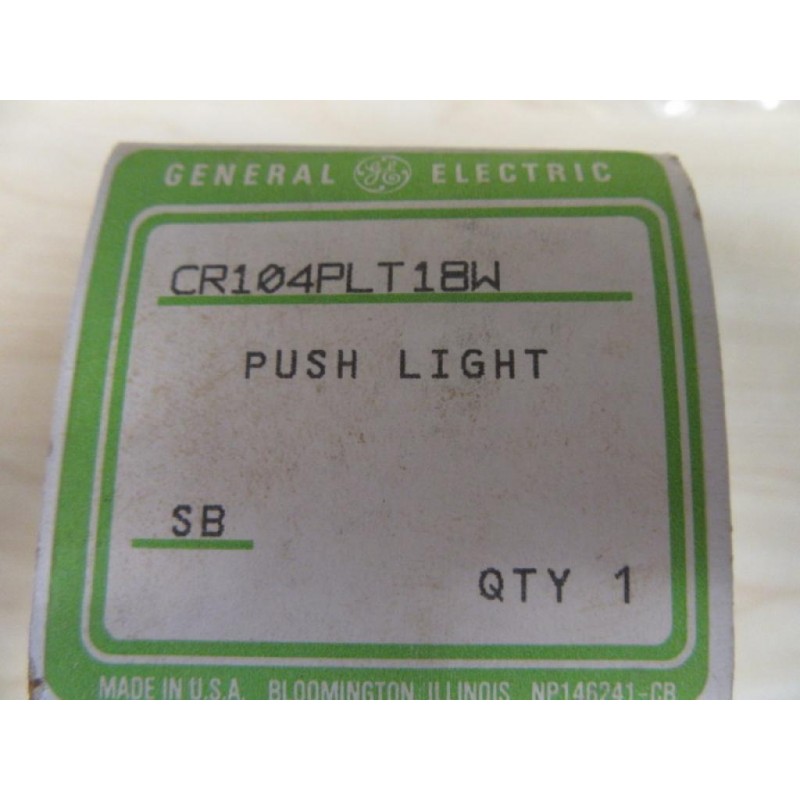 GENERAL GE ELECTRIC
CR104PLT18W
PUSH LIGHT
SB
QTY 1
MADE IN U.S.A. BLOOMINGTON, ILLINOIS NP146241-CB